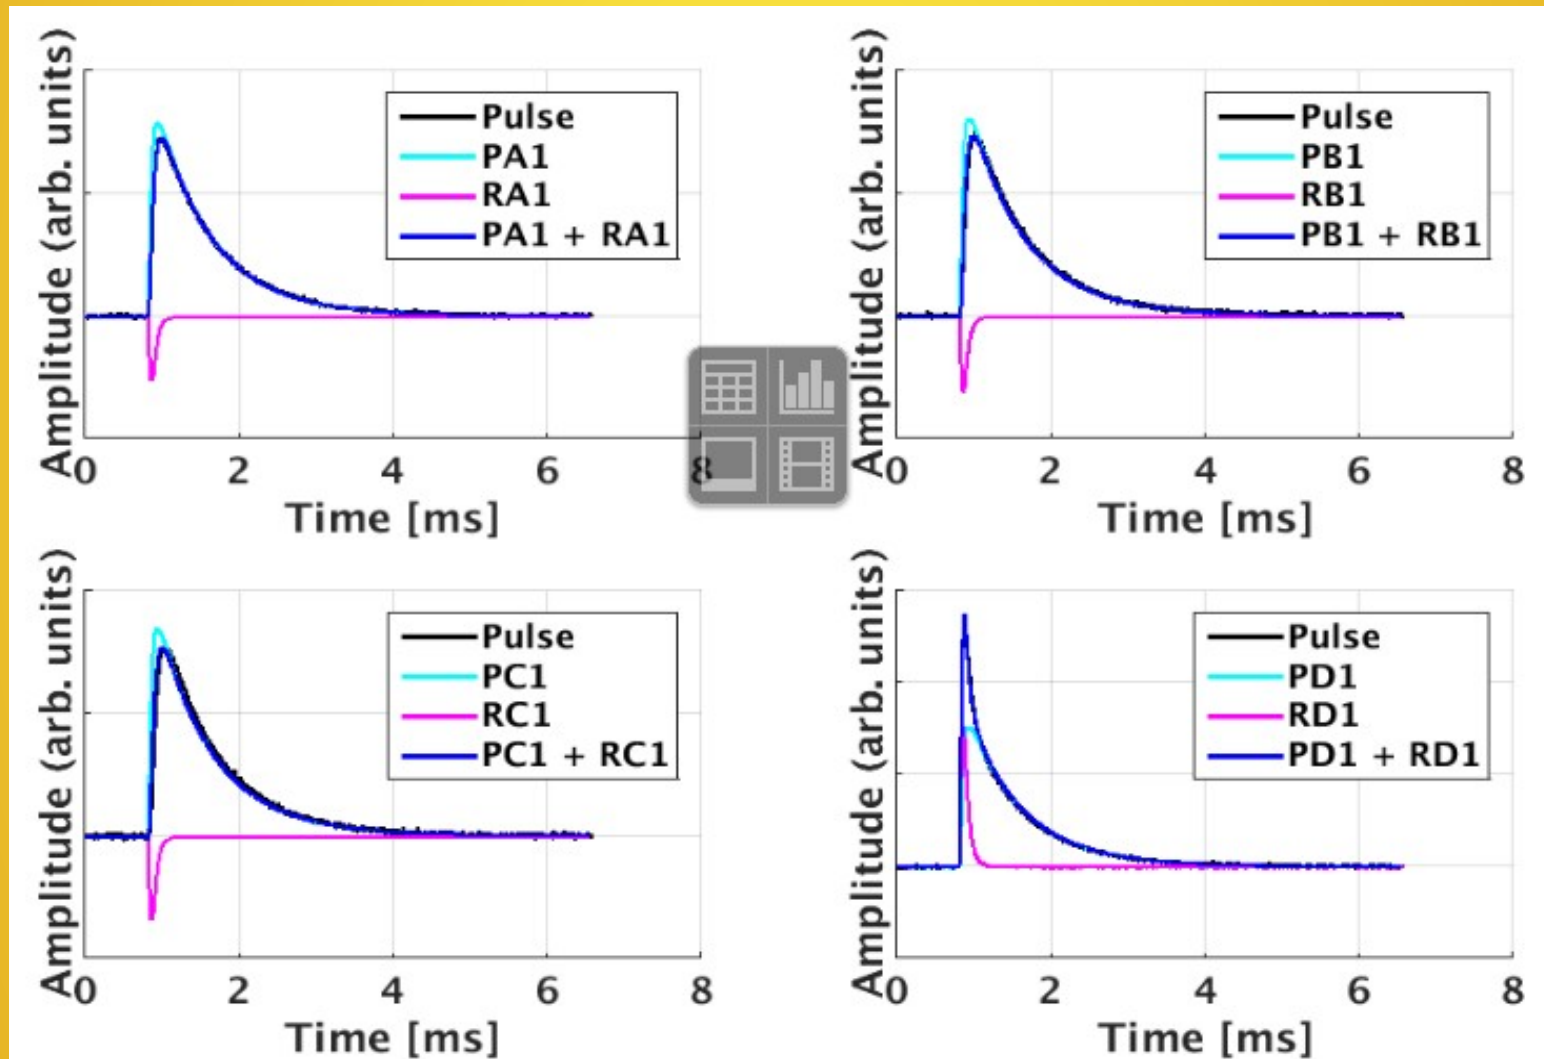 Amplitude (arb. units)
Pulse
PA1
RA1
PA1 + RA1
0 2 4 6 8
Time [ms]
Amplitude (arb. units)
Pulse
PB1
RB1
PB1 + RB1
0 2 4 6 8
Time [ms]
Amplitude (arb. units)
Pulse
PC1
RC1
PC1 + RC1
0 2 4 6 8
Time [ms]
Amplitude (arb. units)
Pulse
PD1
RD1
PD1 + RD1
0 2 4 6 8
Time [ms]